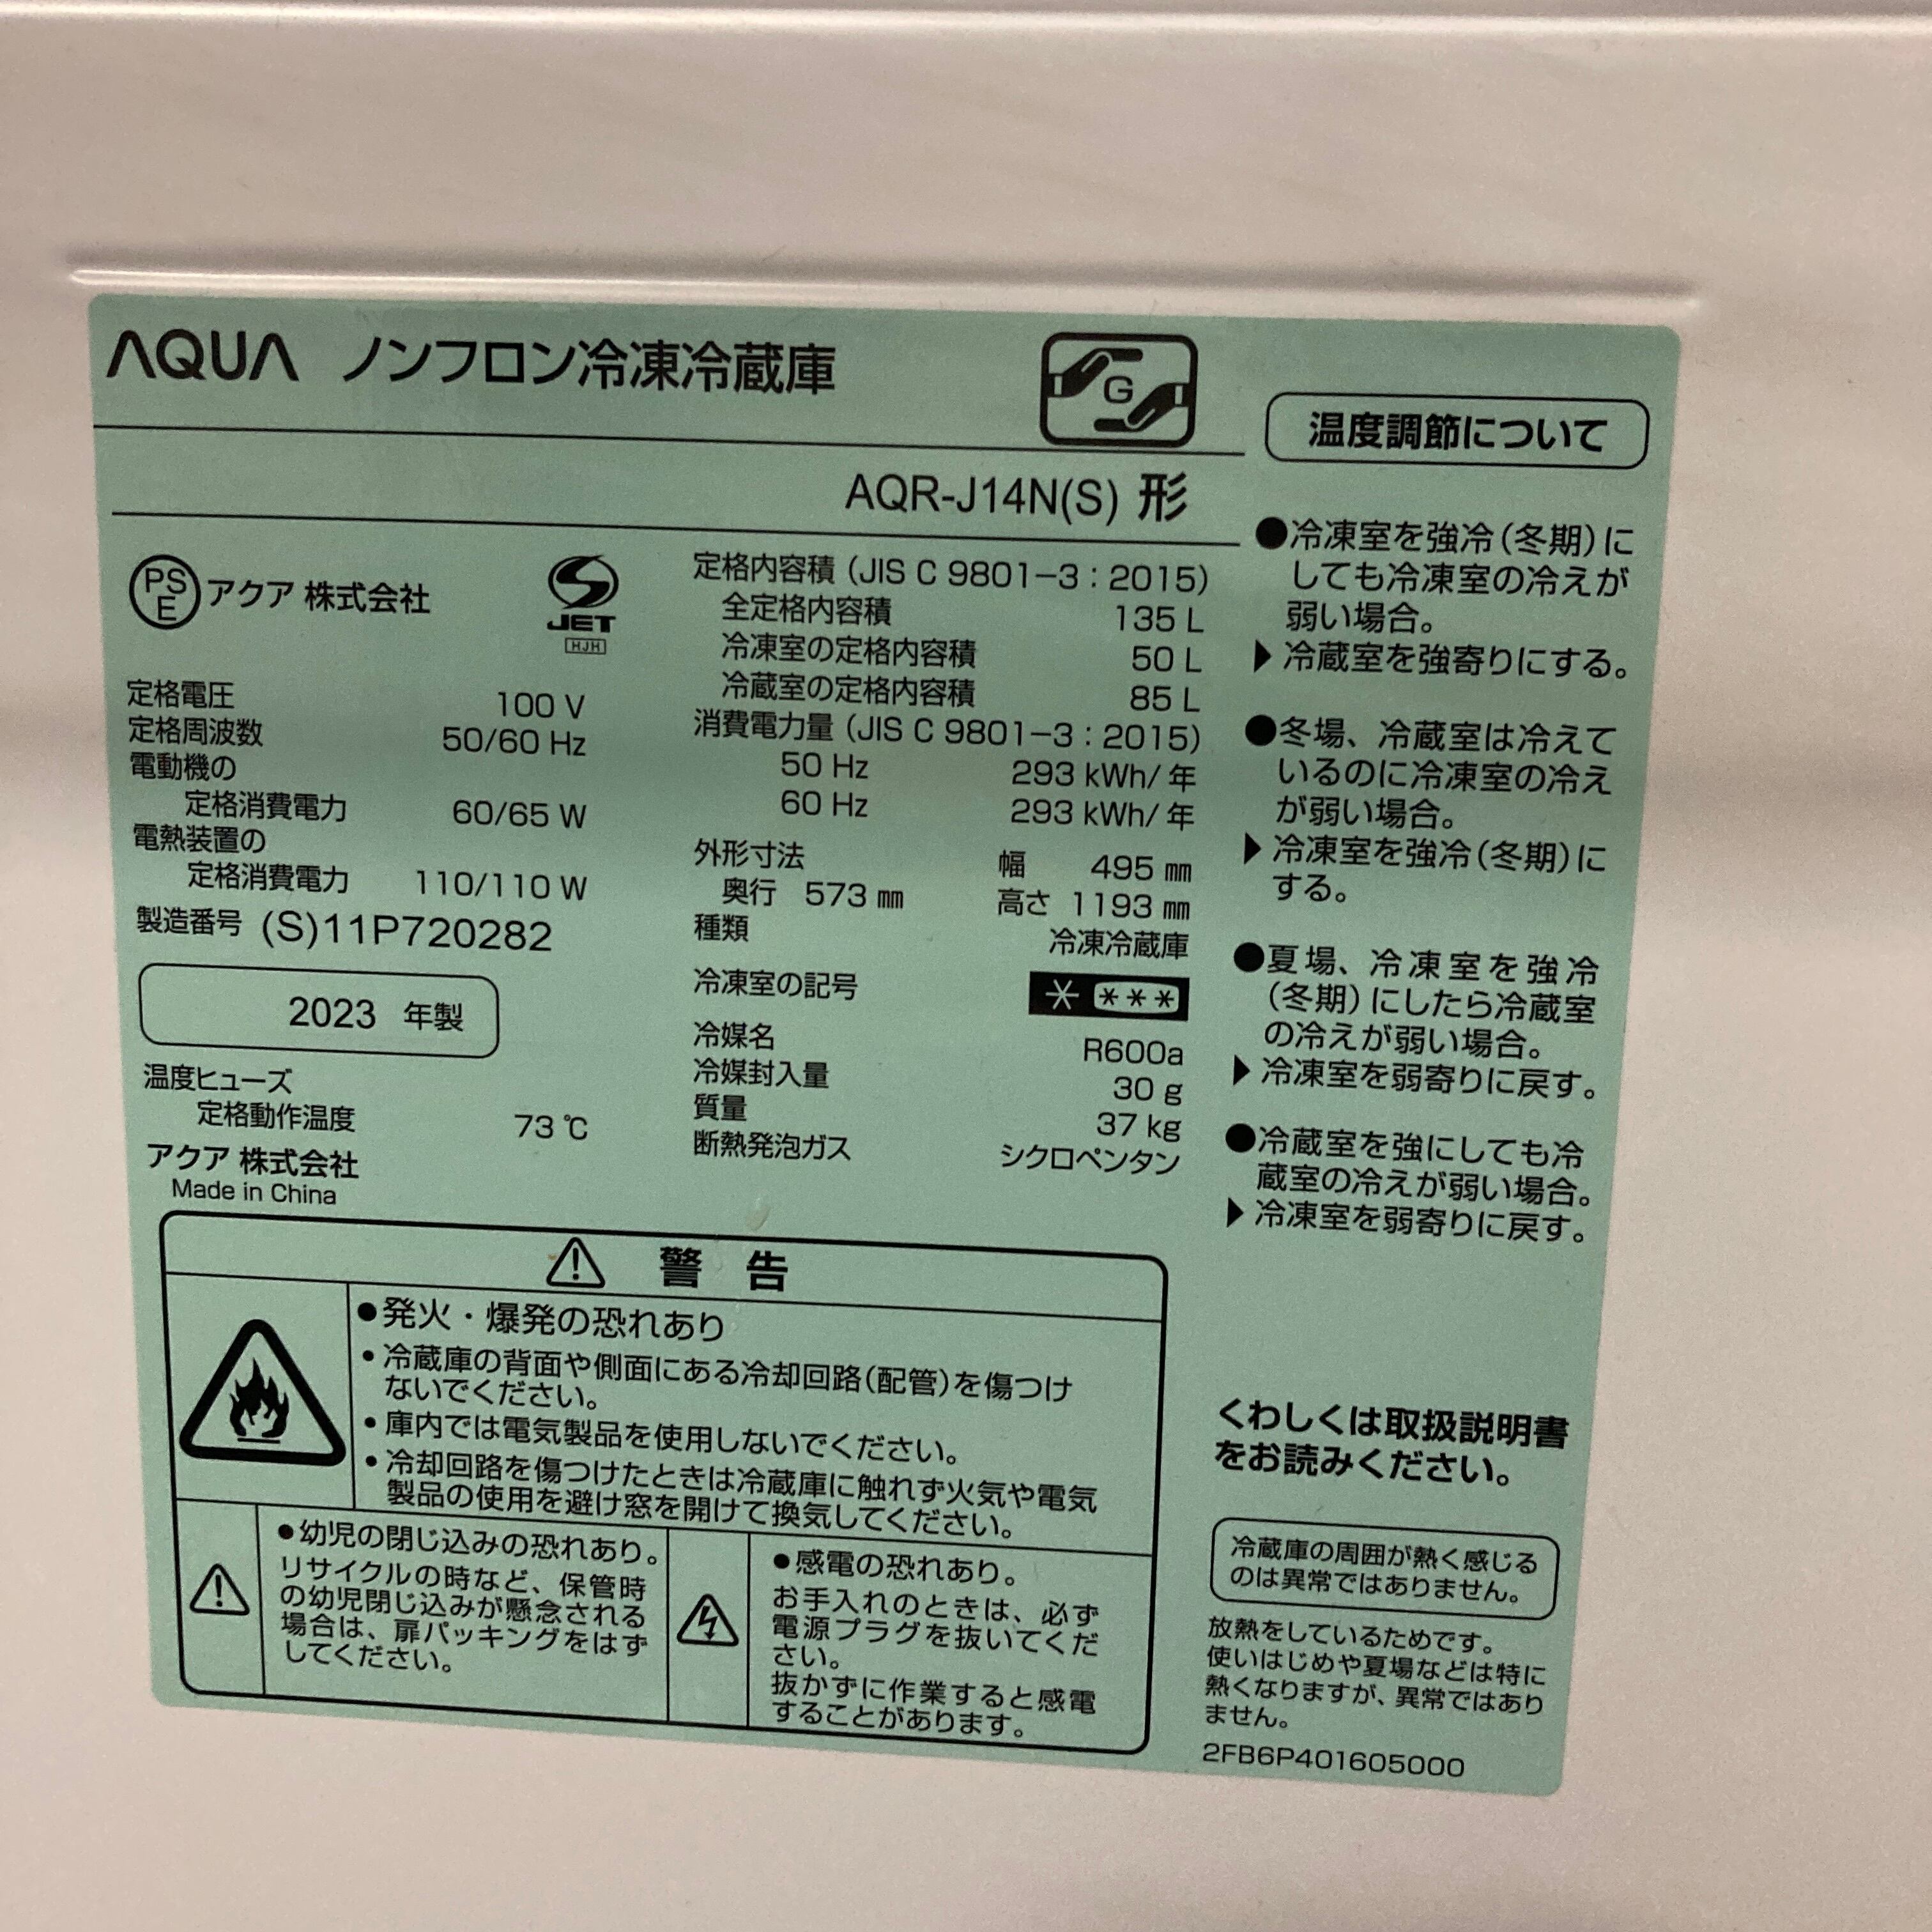 AQUA ノンフロン冷凍冷蔵庫
G
AQR-J14N(S) 形
PS
E
アクア 株式会社
S
JET
HJH
定格電圧 100 V
定格周波数 50/60 Hz
電動機の
定格消費電力 60/65 W
電熱装置の
定格消費電力 110/110 W
製造番号 (S)11P720282
2023 年製
温度ヒューズ
定格動作温度 73 ℃
アクア 株式会社
Made in China
定格内容積 (JIS C 9801-3 : 2015)
全定格内容積 135 L
冷凍室の定格内容積 50 L
冷蔵室の定格内容積 85 L
消費電力量 (JIS C 9801-3 : 2015)
50 Hz 293 kWh/ 年
60 Hz 293 kWh/ 年
外形寸法 幅 495 ㎜
奥行 573 ㎜ 高さ 1193 ㎜
種類 冷凍冷蔵庫
冷凍室の記号 * ***
冷媒名 R600a
冷媒封入量 30 g
質量 37 kg
断熱発泡ガス シクロペンタン
⚠ 警 告
●発火・爆発の恐れあり
・冷蔵庫の背面や側面にある冷却回路(配管)を傷つけ
ないでください。
・庫内では電気製品を使用しないでください。
・冷却回路を傷つけたときは冷蔵庫に触れず火気や電気
製品の使用を避け窓を開けて換気してください。
●幼児の閉じ込みの恐れあり。
リサイクルの時など、保管時
の幼児閉じ込みが懸念される
場合は、扉パッキングをはず
してください。
●感電の恐れあり。
お手入れのときは、必ず
電源プラグを抜いてくだ
さい。
抜かずに作業すると感電
することがあります。
温度調節について
●冷凍室を強冷(冬期)に
しても冷凍室の冷えが
弱い場合。
▶冷蔵室を強寄りにする。
●冬場、冷蔵室は冷えて
いるのに冷凍室の冷え
が弱い場合。
▶冷凍室を強冷(冬期)に
する。
●夏場、冷凍室を強冷
(冬期)にしたら冷蔵室
の冷えが弱い場合。
▶冷凍室を弱寄りに戻す。
●冷蔵室を強にしても冷
蔵室の冷えが弱い場合。
▶冷凍室を弱寄りに戻す。
くわしくは取扱説明書
をお読みください。
冷蔵庫の周囲が熱く感じる
のは異常ではありません。
放熱をしているためです。
使いはじめや夏場などは特に
熱くなりますが、異常ではあり
ません。
2FB6P401605000